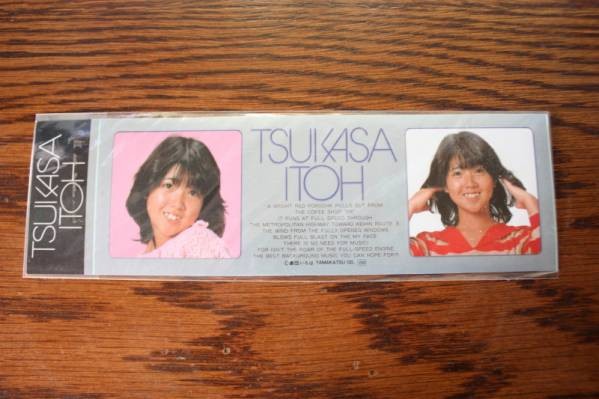 TSUKASA
ITOH
TSUKASA
ITOH
A BRIGHT RED PORSCHE PULLS OUT FROM
THE COFEE SHOP
IT RUNS AT FULL SPEED THROUGH
THE METROPOLITAN HIGHWAY TOWARD KEIHIN ROUTE 3
THE WIND FROM THE FULLY OPENED WINDOWS
BLOWS FULL BLAST ON THE MY FACE
THERE IS NO NEED FOR MUSIC!
FOR ISN'T THE ROAR OF THE FULL-SPEED ENGINE
THE BEST BACKGROUND MUSIC YOU CAN HOPE FOR?!
YAMAKATSU CO.